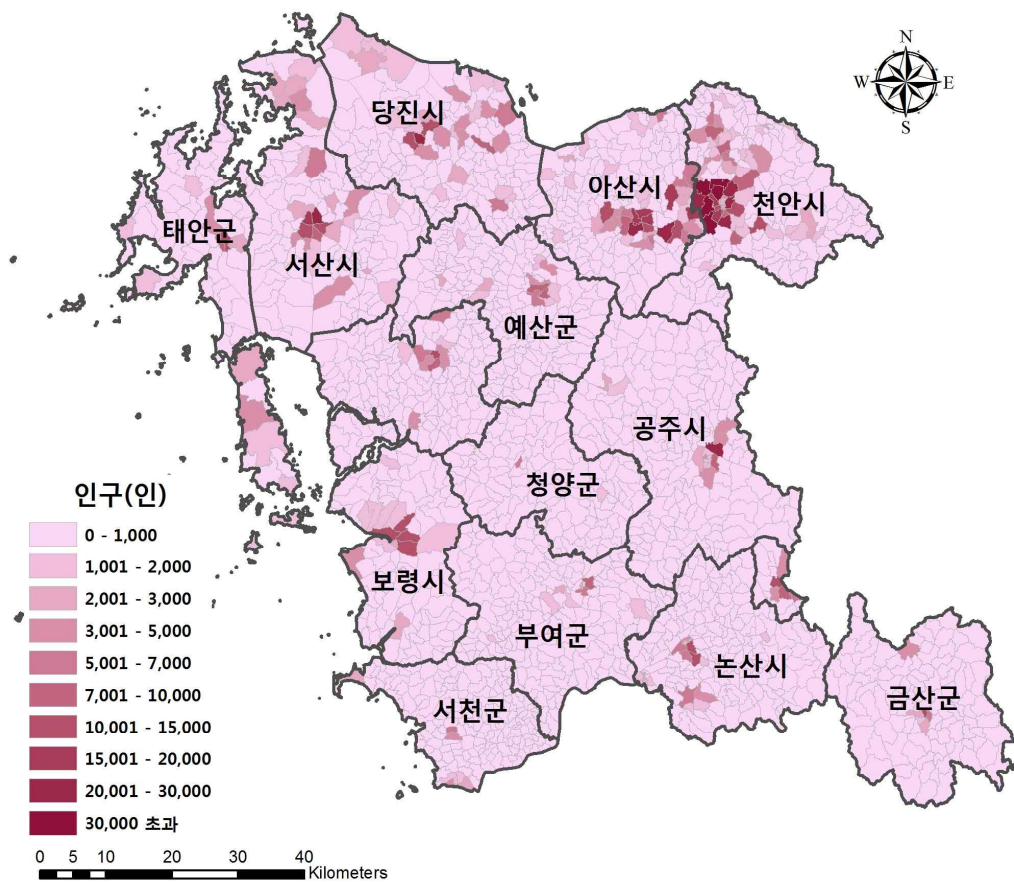 N
W E
S
당진시
아산시
천안시
태안군
서산시
예산군
공주시
청양군
보령시
부여군
논산시
금산군
서천군
인구(인)
0 - 1,000
1,001 - 2,000
2,001 - 3,000
3,001 - 5,000
5,001 - 7,000
7,001 - 10,000
10,001 - 15,000
15,001 - 20,000
20,001 - 30,000
30,000 초과
0 5 10 20 30 40
Kilometers